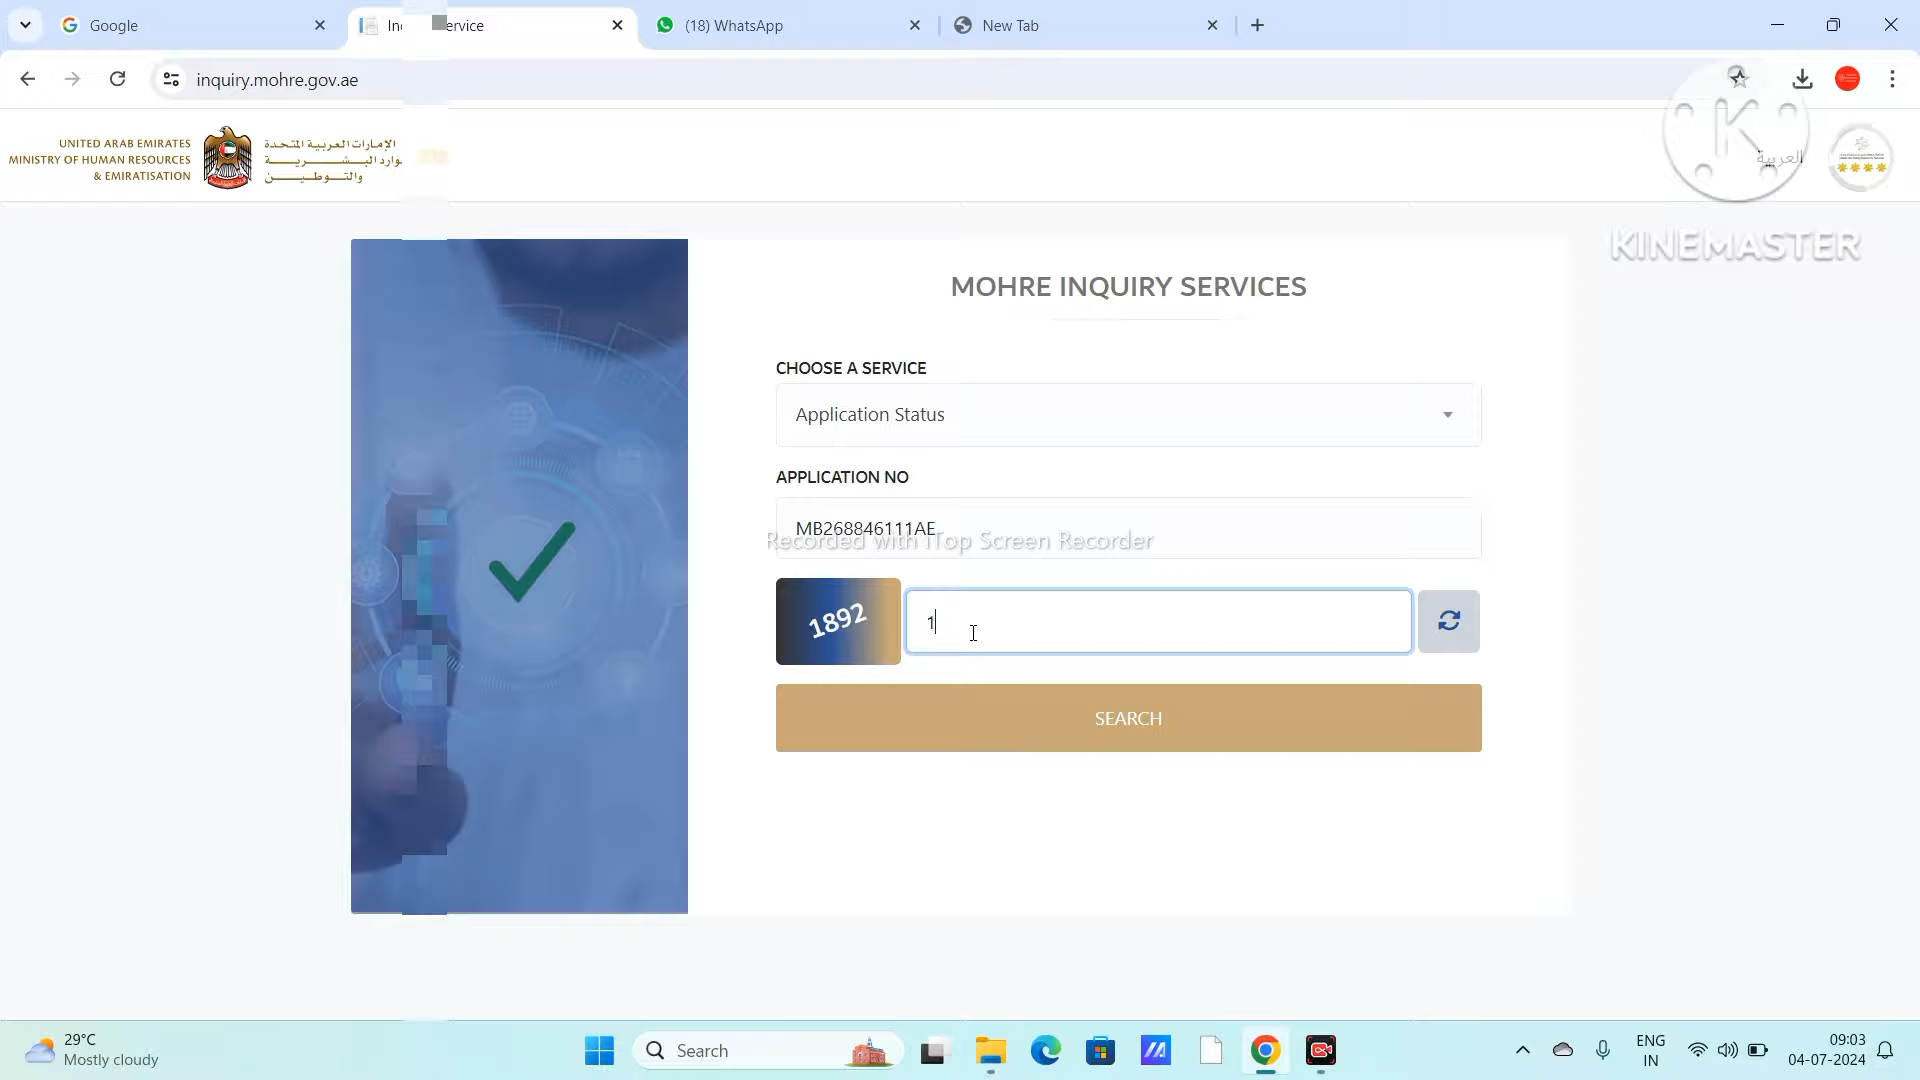 Google
(18) WhatsApp
New Tab
inquiry.mohre.gov.ae
UNITED ARAB EMIRATES
MINISTRY OF HUMAN RESOURCES
& EMIRATISATION
الإمارات العربية المتحدة
والتوطين
العربية
KINEMASTER
MOHRE INQUIRY SERVICES
CHOOSE A SERVICE
Application Status
APPLICATION NO
MB268846111AE
Recorded with iTop Screen Recorder
1892
1
SEARCH
29°C
Mostly cloudy
Search
ENG
IN
09:03
04-07-2024